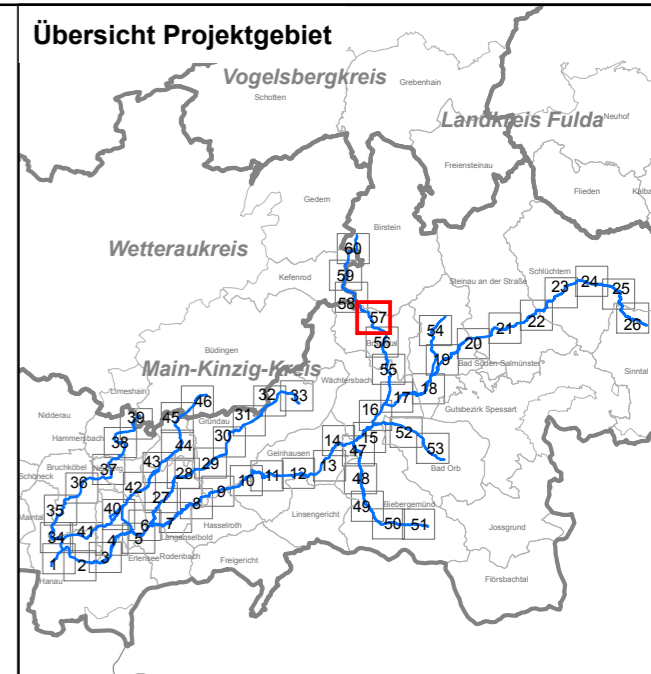 Übersicht Projektgebiet
Vogelsbergkreis
Grebenhain
Schotten
Landkreis Fulda
Neuhof
Freiensteinau
Flieden
Kalba
Gedern
Birstein
Wetteraukreis
60
Kefenrod
59
Steinau an der Straße
Schlüchtern
23
24
25
58
57
54
22
26
21
56
20
Büdingen
19
Bad Soden-Salmünster
Sinntal
Main-Kinzig-Kreis
55
Limeshain
46
32
33
Wächtersbach
18
17
Nidderau
39
45
31
16
Gutsbezirk Spessart
Hammersbach
38
Gründau
30
44
14
15
52
Gelnhausen
47
53
Bruchköbel
37
43
29
13
Bad Orb
Schöneck
36
28
10
11
12
48
42
27
9
Linsengericht
35
40
8
Hasselroth
49
Biebergemünd
Maintal
41
6
7
50
51
34
4
5
Langenselbold
Jossgrund
1
2
3
Erlensee
Rodenbach
Freigericht
Hanau
Flörsbachtal